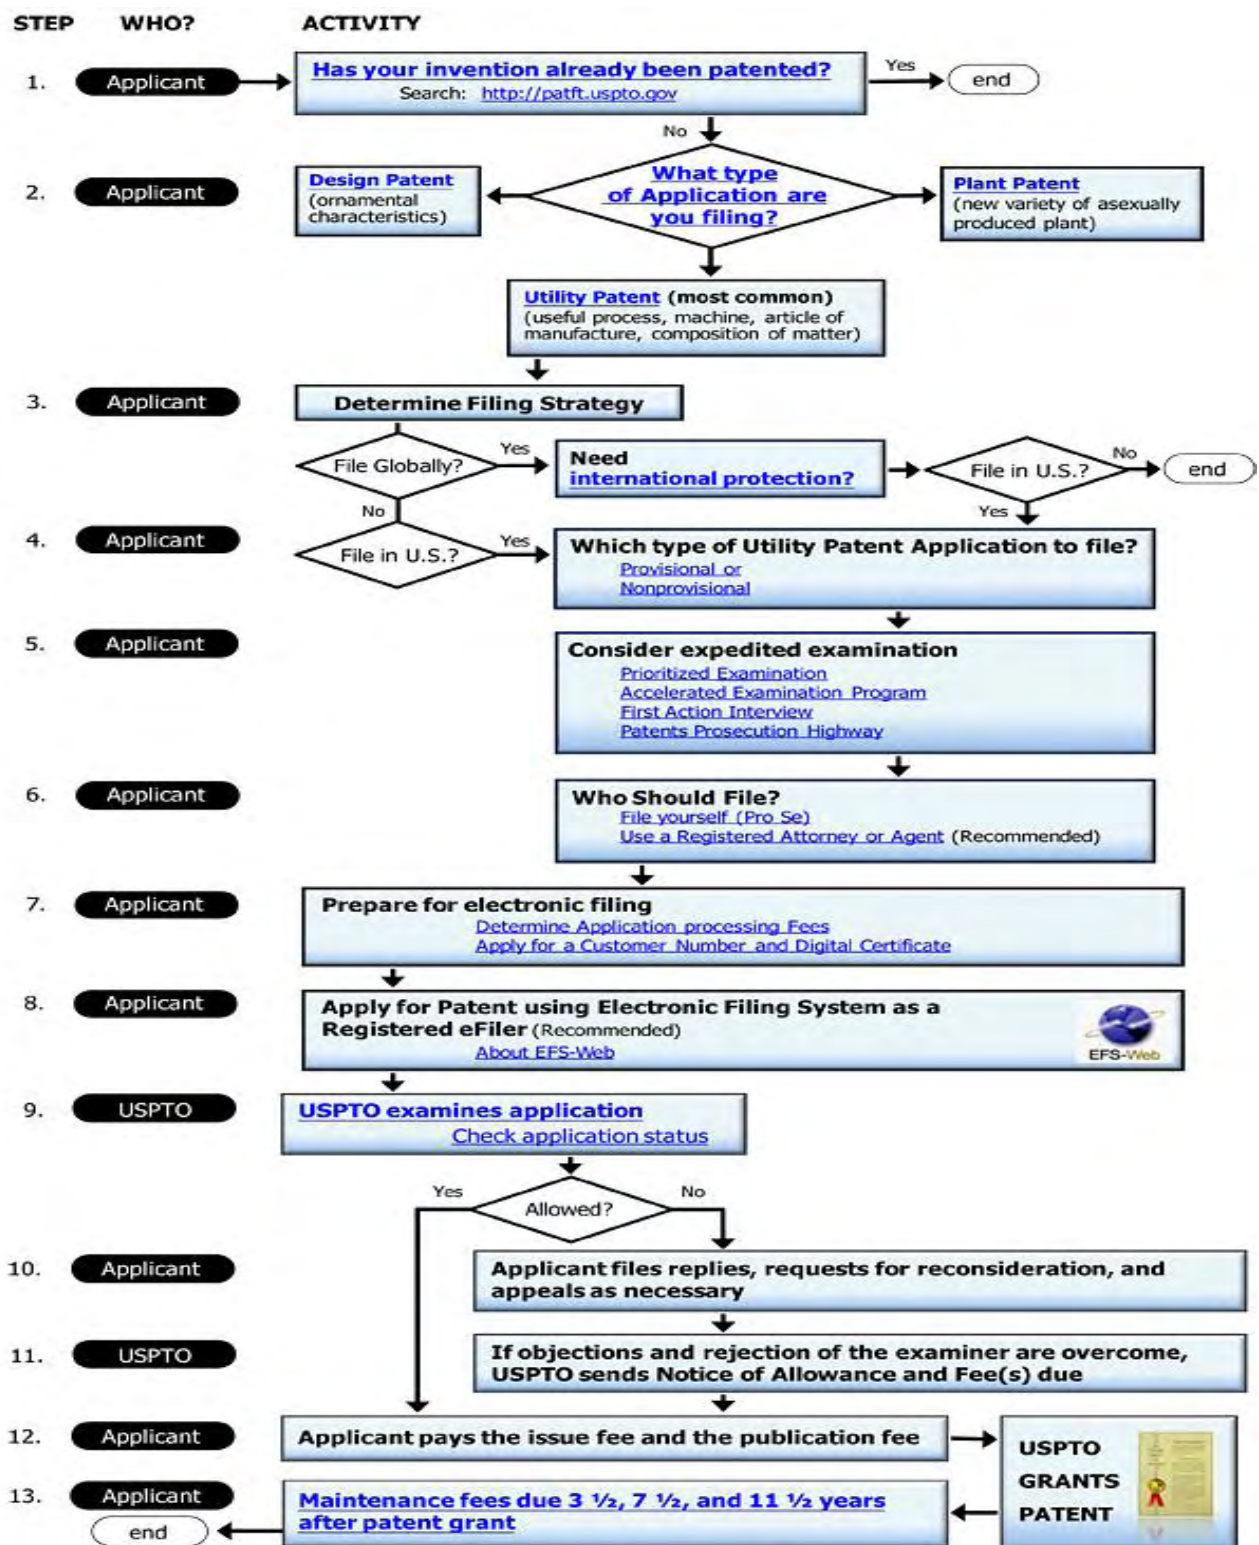 STEP WHO? ACTIVITY
1. Applicant
Has your invention already been patented?
Search: http://patft.uspto.gov
Yes
end
No
2. Applicant
Design Patent
(ornamental
characteristics)
What type
of Application are
you filing?
Plant Patent
(new variety of asexually
produced plant)
Utility Patent (most common)
(useful process, machine, article of
manufacture, composition of matter)
3. Applicant
Determine Filing Strategy
File Globally?
Yes
Need
international protection?
File in U.S.?
No
end
No
Yes
4. Applicant
File in U.S.?
Yes
Which type of Utility Patent Application to file?
Provisional or
Nonprovisional
5. Applicant
Consider expedited examination
Prioritized Examination
Accelerated Examination Program
First Action Interview
Patents Prosecution Highway
6. Applicant
Who Should File?
File yourself (Pro Se)
Use a Registered Attorney or Agent (Recommended)
7. Applicant
Prepare for electronic filing
Determine Application processing Fees
Apply for a Customer Number and Digital Certificate
8. Applicant
Apply for Patent using Electronic Filing System as a
Registered eFiler (Recommended)
About EFS-Web
EFS-Web
9. USPTO
USPTO examines application
Check application status
Yes
Allowed?
No
10. Applicant
Applicant files replies, requests for reconsideration, and
appeals as necessary
11. USPTO
If objections and rejection of the examiner are overcome,
USPTO sends Notice of Allowance and Fee(s) due
12. Applicant
Applicant pays the issue fee and the publication fee
USPTO
GRANTS
PATENT
13. Applicant
Maintenance fees due 3 ½, 7 ½, and 11 ½ years
after patent grant
end